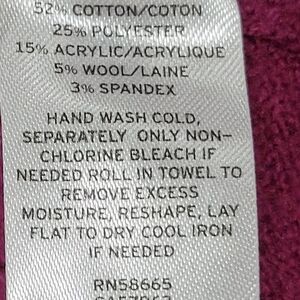 52% COTTON/COTON
25% POLYESTER
15% ACRYLIC/ACRYLIQUE
5% WOOL/LAINE
3% SPANDEX
HAND WASH COLD,
SEPARATELY ONLY NON-
CHLORINE BLEACH IF
NEEDED ROLL IN TOWEL TO
REMOVE EXCESS
MOISTURE, RESHAPE, LAY
FLAT TO DRY COOL IRON
IF NEEDED
RN58665